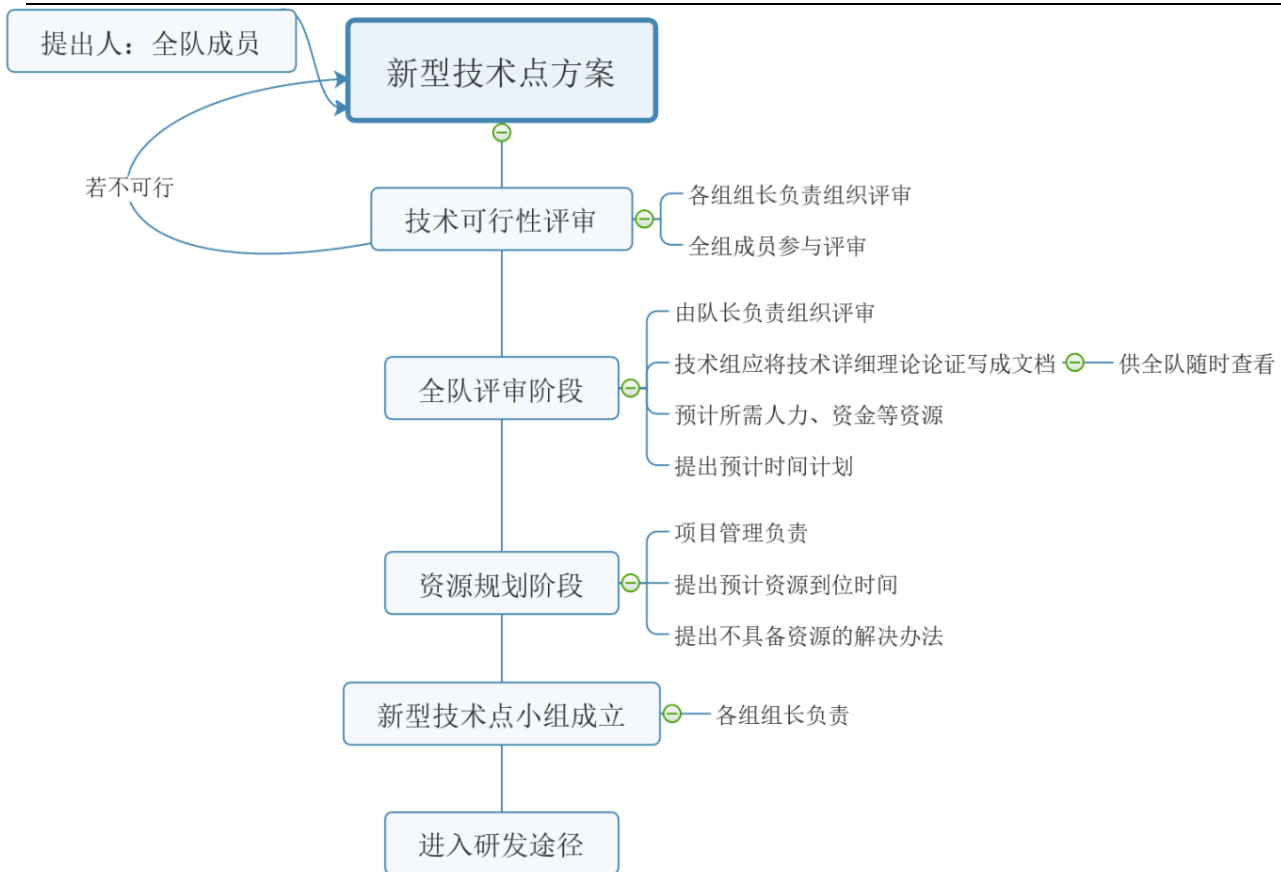 提出人：全队成员
新型技术点方案
若不可行
技术可行性评审
各组组长负责组织评审
全组成员参与评审
全队评审阶段
由队长负责组织评审
技术组应将技术详细理论论证写成文档
供全队随时查看
预计所需人力、资金等资源
提出预计时间计划
资源规划阶段
项目管理负责
提出预计资源到位时间
提出不具备资源的解决办法
新型技术点小组成立
各组组长负责
进入研发途径